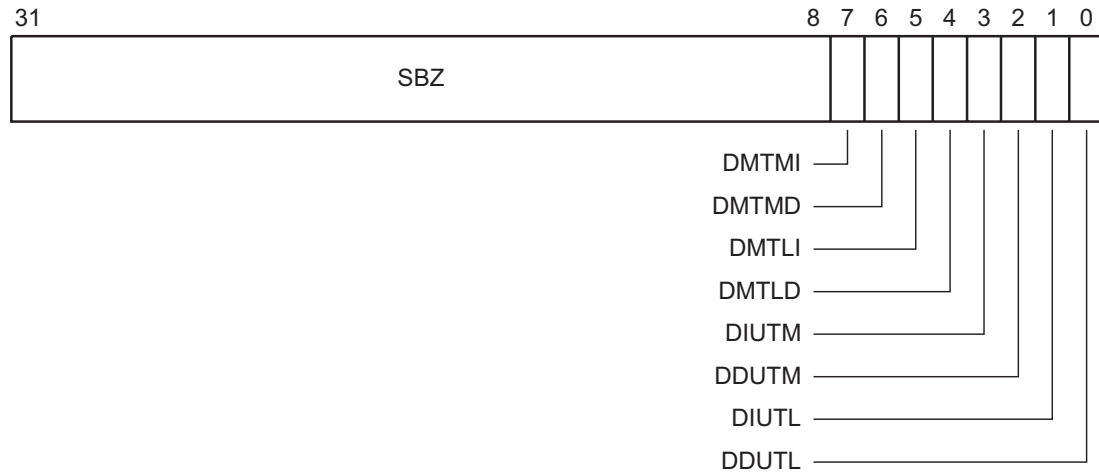 31 8 7 6 5 4 3 2 1 0
SBZ
DMTMI
DMTMD
DMTLI
DMTLD
DIUTM
DDUTM
DIUTL
DDUTL